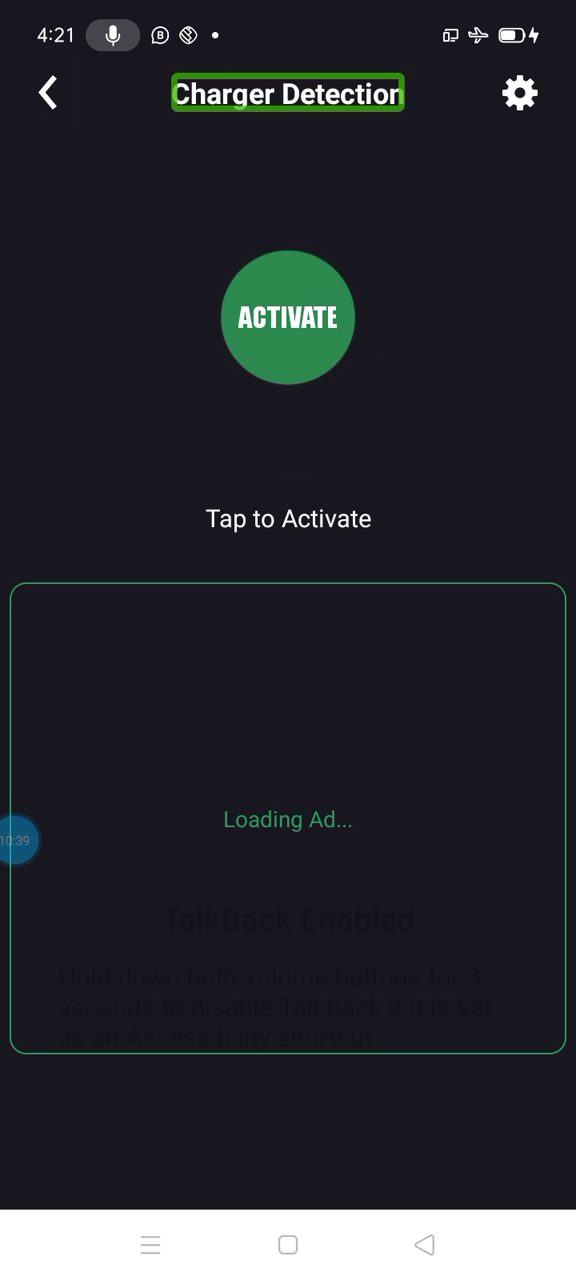 4:21
Charger Detection
ACTIVATE
Tap to Activate
Loading Ad...
10:39
TalkBack Enabled
Hold down both volume buttons for 3
seconds to disable TalkBack if it is set
as an Accessibility shortcut.